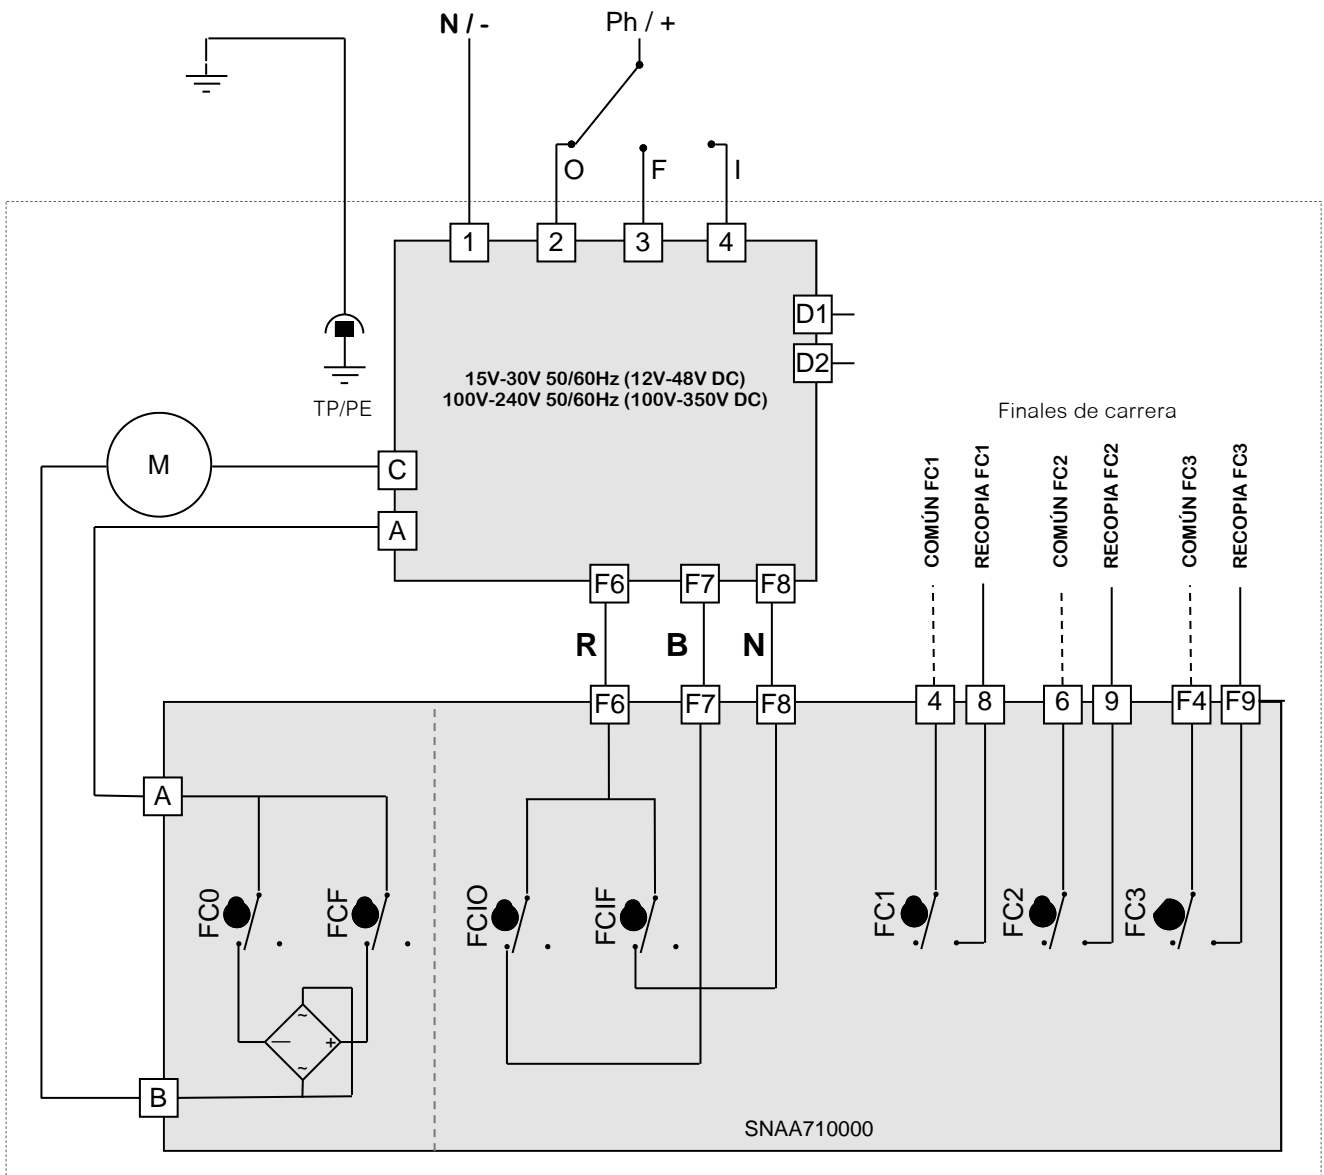 N / -
Ph / +
O
F
I
1
2
3
4
D1
D2
15V-30V 50/60Hz (12V-48V DC)
100V-240V 50/60Hz (100V-350V DC)
TP/PE
M
C
A
Finales de carrera
COMÚN FC1
RECOPIA FC1
COMÚN FC2
RECOPIA FC2
COMÚN FC3
RECOPIA FC3
F6
F7
F8
R
B
N
F6
F7
F8
4
8
6
9
F4
F9
A
FC0
FCF
FCIO
FCIF
FC1
FC2
FC3
~
—
+
~
B
SNAA710000